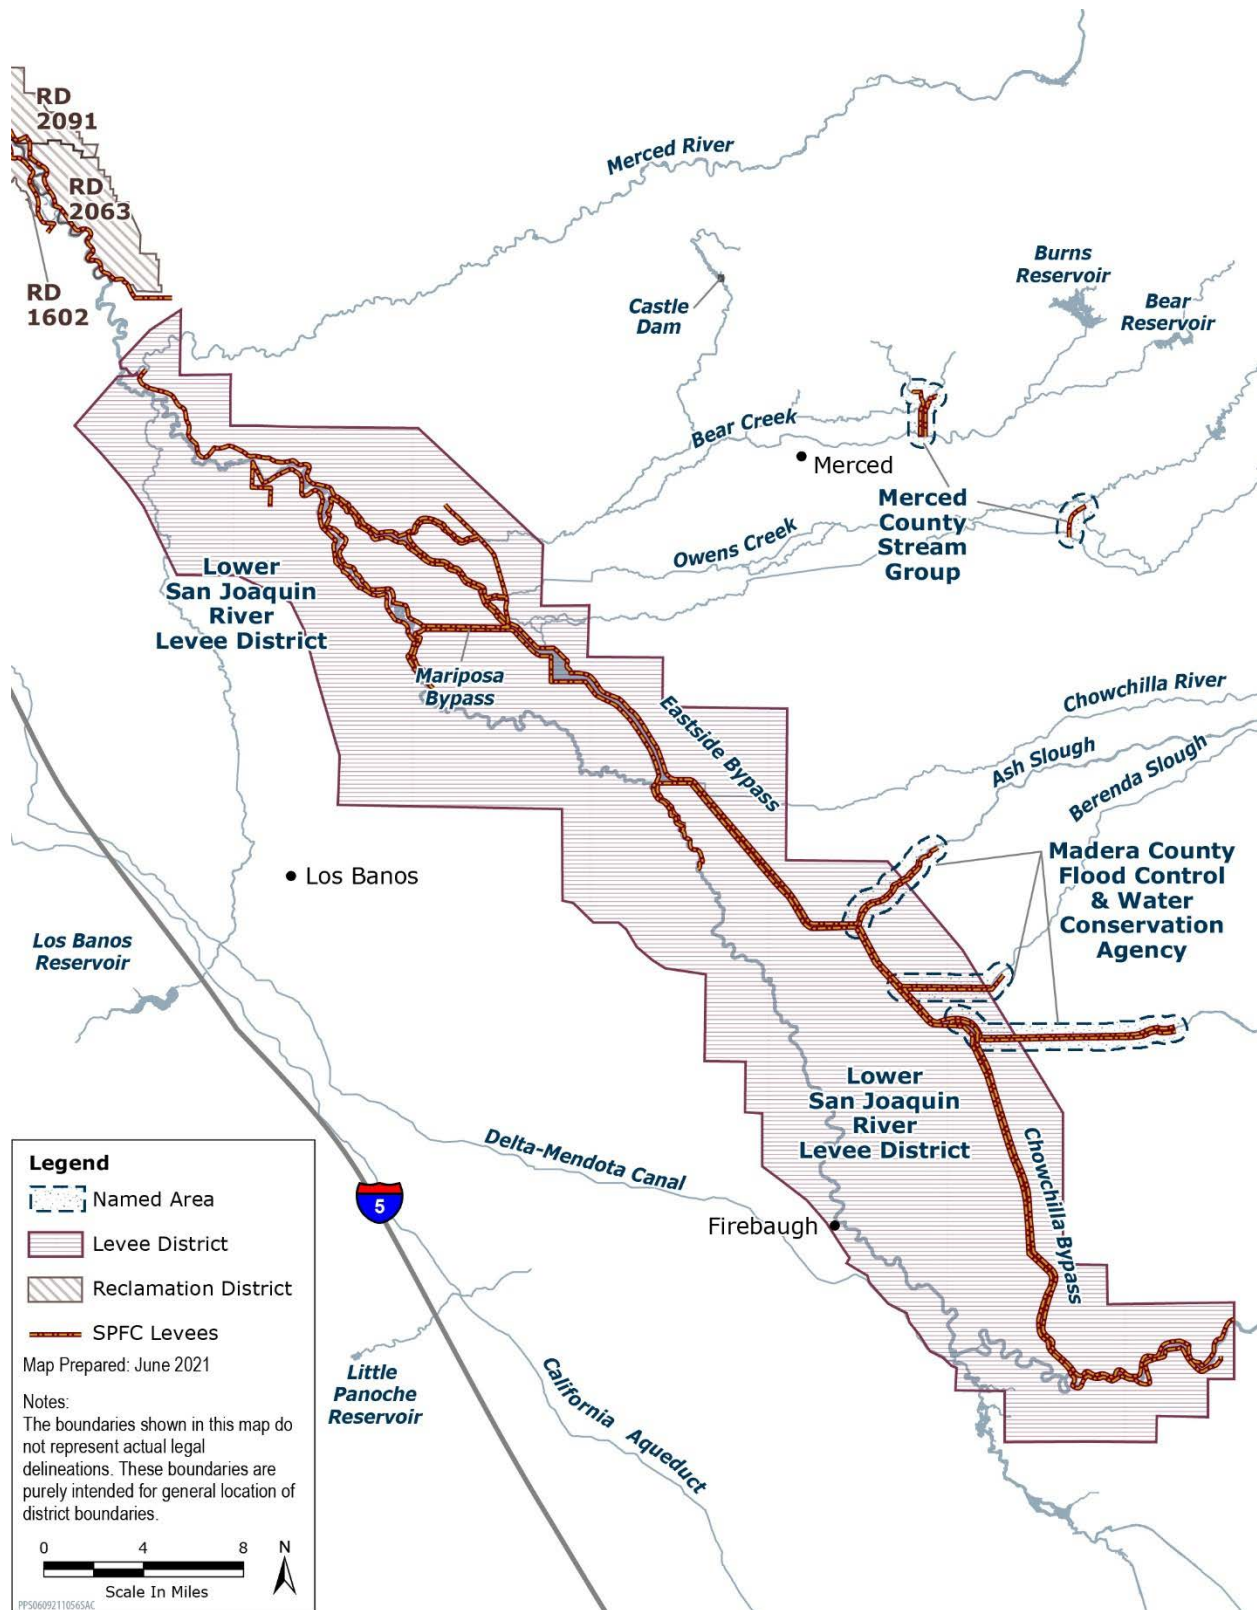 RD
2091
RD
2063
RD
1602
Merced River
Castle
Dam
Burns
Reservoir
Bear
Reservoir
Bear Creek
Merced
Merced
County
Stream
Group
Owens Creek
Lower
San Joaquin
River
Levee District
Mariposa
Bypass
Eastside Bypass
Chowchilla River
Ash Slough
Berenda Slough
Madera County
Flood Control
& Water
Conservation
Agency
Los Banos
Los Banos
Reservoir
Lower
San Joaquin
River
Levee District
Delta-Mendota Canal
Chowchilla Bypass
Firebaugh
5
Little
Panoche
Reservoir
California Aqueduct
Legend
Named Area
Levee District
Reclamation District
SPFC Levees
Map Prepared: June 2021
Notes:
The boundaries shown in this map do
not represent actual legal
delineations. These boundaries are
purely intended for general location of
district boundaries.
0 4 8
N
Scale In Miles
PPS0609211056SAC